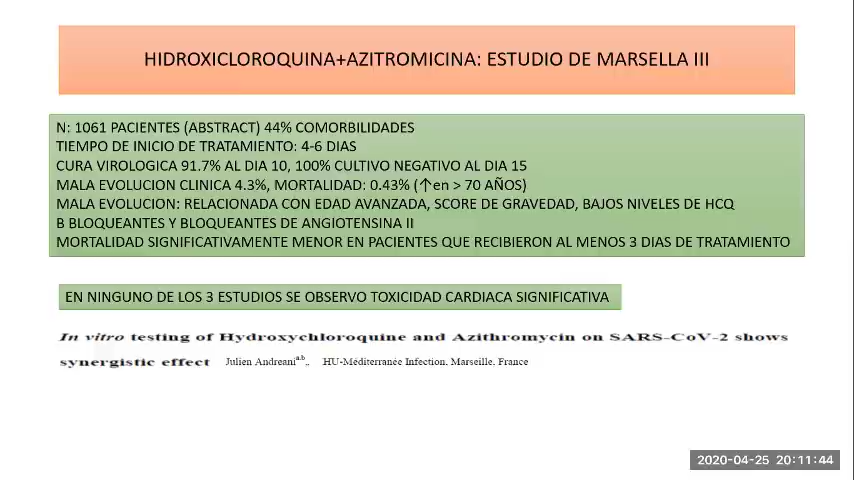 HIDROXICLOROQUINA+AZITROMICINA: ESTUDIO DE MARSELLA III
N: 1061 PACIENTES (ABSTRACT) 44% COMORBILIDADES
TIEMPO DE INICIO DE TRATAMIENTO: 4-6 DIAS
CURA VIROLOGICA 91.7% AL DIA 10, 100% CULTIVO NEGATIVO AL DIA 15
MALA EVOLUCION CLINICA 4.3%, MORTALIDAD: 0.43% (↑en > 70 AÑOS)
MALA EVOLUCION: RELACIONADA CON EDAD AVANZADA, SCORE DE GRAVEDAD, BAJOS NIVELES DE HCQ
B BLOQUEANTES Y BLOQUEANTES DE ANGIOTENSINA II
MORTALIDAD SIGNIFICATIVAMENTE MENOR EN PACIENTES QUE RECIBIERON AL MENOS 3 DIAS DE TRATAMIENTO
EN NINGUNO DE LOS 3 ESTUDIOS SE OBSERVO TOXICIDAD CARDIACA SIGNIFICATIVA
In vitro testing of Hydroxychloroquine and Azithromycin on SARS-CoV-2 shows
synergistic effect Julien Andreani a,b,, HU-Méditerranée Infection, Marseille, France
2020-04-25 20:11:44